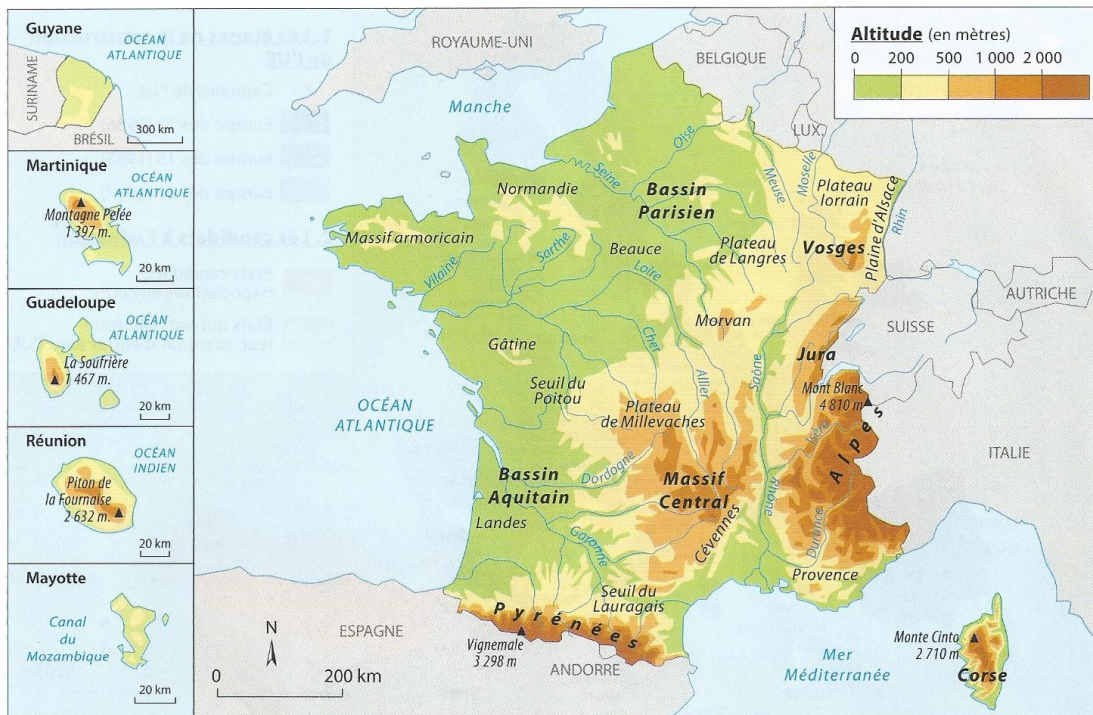 Guyane
OCÉAN
ATLANTIQUE
SURINAME
BRÉSIL
300 km
Martinique
OCÉAN
ATLANTIQUE
Montagne Pelée
1 397 m.
20 km
Guadeloupe
OCÉAN
ATLANTIQUE
La Soufrière
1 467 m.
20 km
Réunion
OCÉAN
INDIEN
Piton de
la Fournaise
2 632 m.
20 km
Mayotte
Canal
du
Mozambique
20 km
Altitude (en mètres)
0 200 500 1 000 2 000
ROYAUME-UNI
BELGIQUE
LUX.
Manche
Oise
Seine
Meuse
Moselle
Normandie
Bassin
Parisien
Plateau
lorrain
Plaine d'Alsace
Rhin
Massif armoricain
Vilaine
Sarthe
Beauce
Loire
Plateau
de Langres
Vosges
AUTRICHE
SUISSE
Morvan
Gâtine
Cher
Allier
Saône
Jura
Seuil du
Poitou
Mont Blanc
4 810 m
OCÉAN
ATLANTIQUE
Plateau
de Millevaches
Isère
Alpes
ITALIE
Bassin
Aquitain
Dordogne
Massif
Central
Rhône
Landes
Garonne
Cévennes
Durance
Provence
Seuil du
Lauragais
Pyrénées
ESPAGNE
Vignemale
3 298 m
ANDORRE
Mer
Méditerranée
Monte Cinto
2 710 m
Corse
N
0 200 km